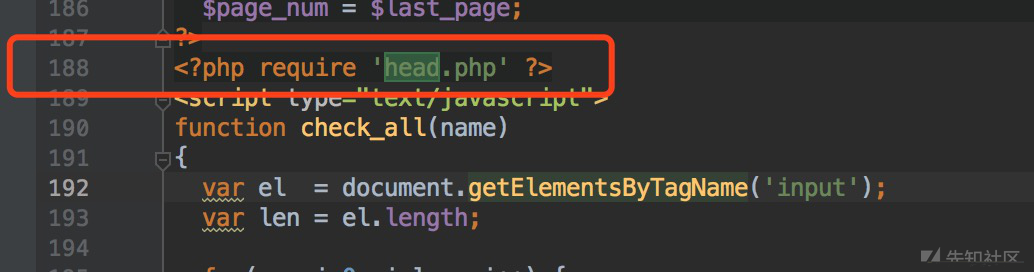 186 $page_num = $last_page;
187 ?>
188 <?php require 'head.php' ?>
189 <script type="text/javascript">
190 function check_all(name)
191 {
192 var el  = document.getElementsByTagName('input');
193 var len = el.length;
194
先知社区